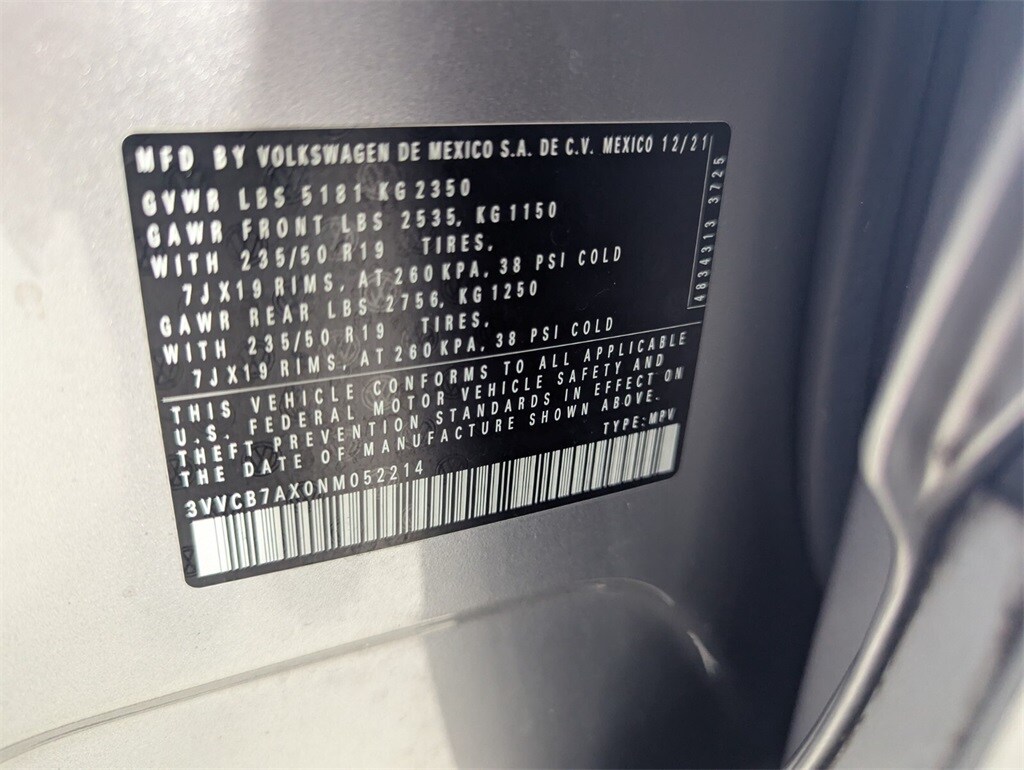 MFD BY VOLKSWAGEN DE MEXICO S.A. DE C.V. MEXICO 12/21
GVWR LBS 5181 KG 2350
GAWR FRONT LBS 2535, KG 1150
WITH 235/50 R19 TIRES,
7JX19 RIMS, AT 260 KPA, 38 PSI COLD
GAWR REAR LBS 2756, KG 1250
WITH 235/50 R19 TIRES,
7JX19 RIMS, AT 260 KPA, 38 PSI COLD
4834313 3725
THIS VEHICLE CONFORMS TO ALL APPLICABLE
U.S. FEDERAL MOTOR VEHICLE SAFETY AND
THEFT PREVENTION STANDARDS IN EFFECT ON
THE DATE OF MANUFACTURE SHOWN ABOVE.
TYPE: MPV
3VVCB7AX0NM052214